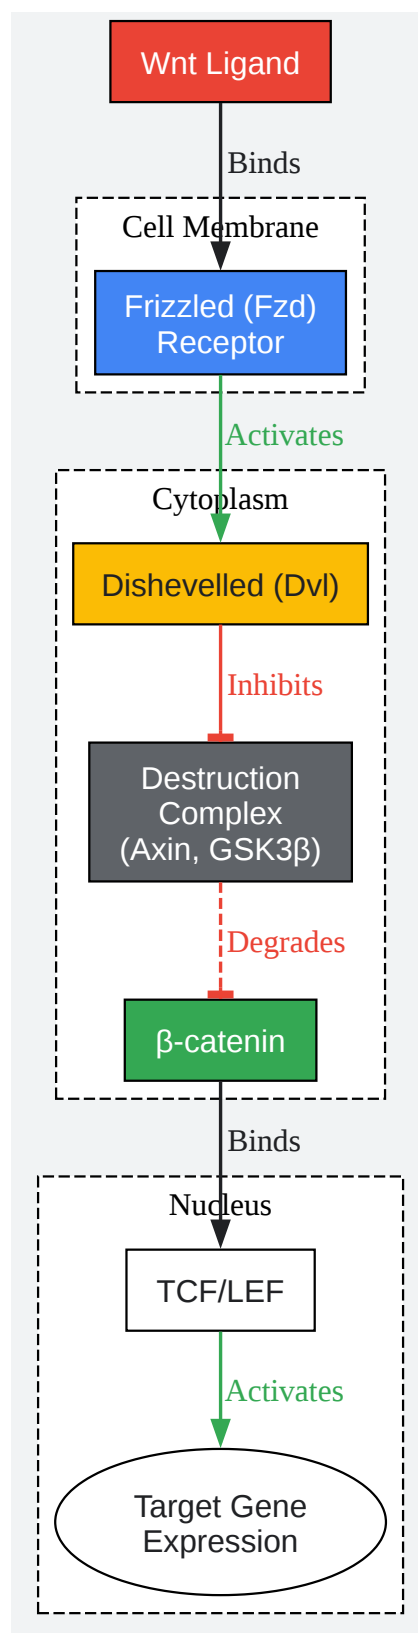 Wnt Ligand
Binds
Cell Membrane
Frizzled (Fzd)
Receptor
Activates
Cytoplasm
Dishevelled (Dvl)
Inhibits
Destruction
Complex
(Axin, GSK3β)
Degrades
β-catenin
Binds
Nucleus
TCF/LEF
Activates
Target Gene
Expression